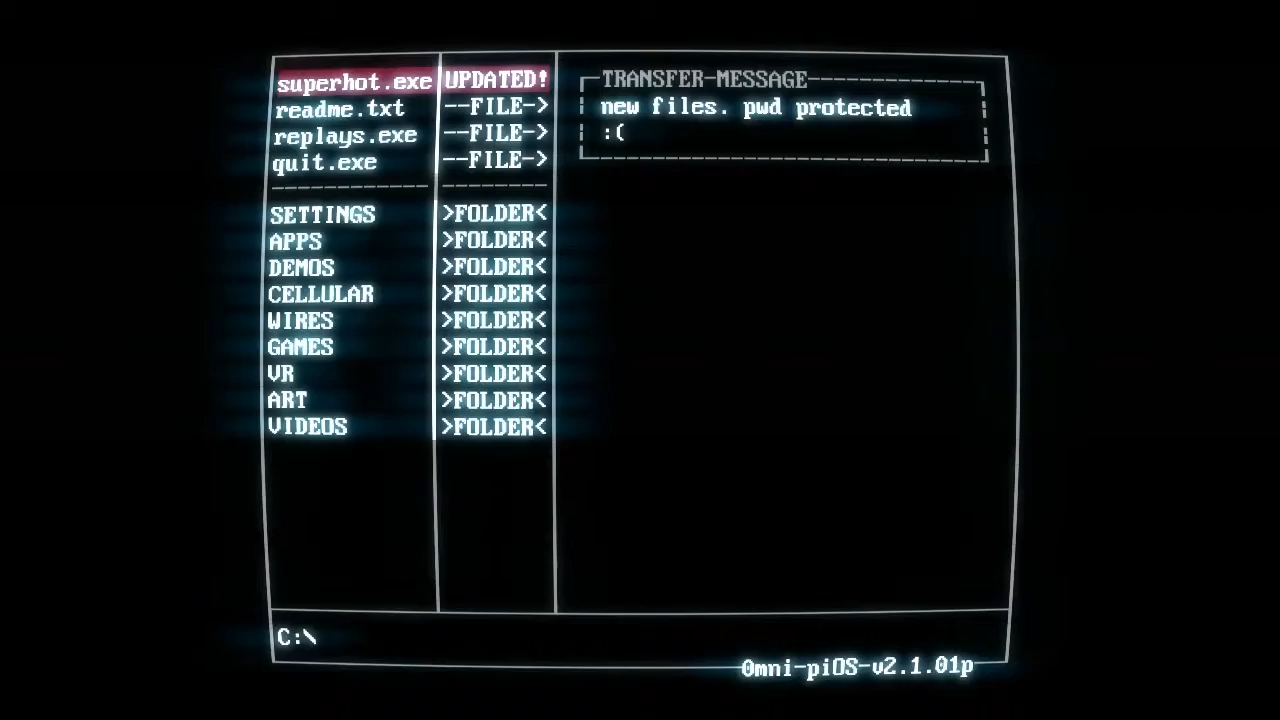 superhot.exe UPDATED!
readme.txt --FILE->
replays.exe --FILE->
quit.exe --FILE->
SETTINGS >FOLDER<
APPS >FOLDER<
DEMOS >FOLDER<
CELLULAR >FOLDER<
WIRES >FOLDER<
GAMES >FOLDER<
VR >FOLDER<
ART >FOLDER<
VIDEOS >FOLDER<
TRANSFER-MESSAGE
new files. pwd protected
:(
C:\
0mni-piOS-v2.1.01p